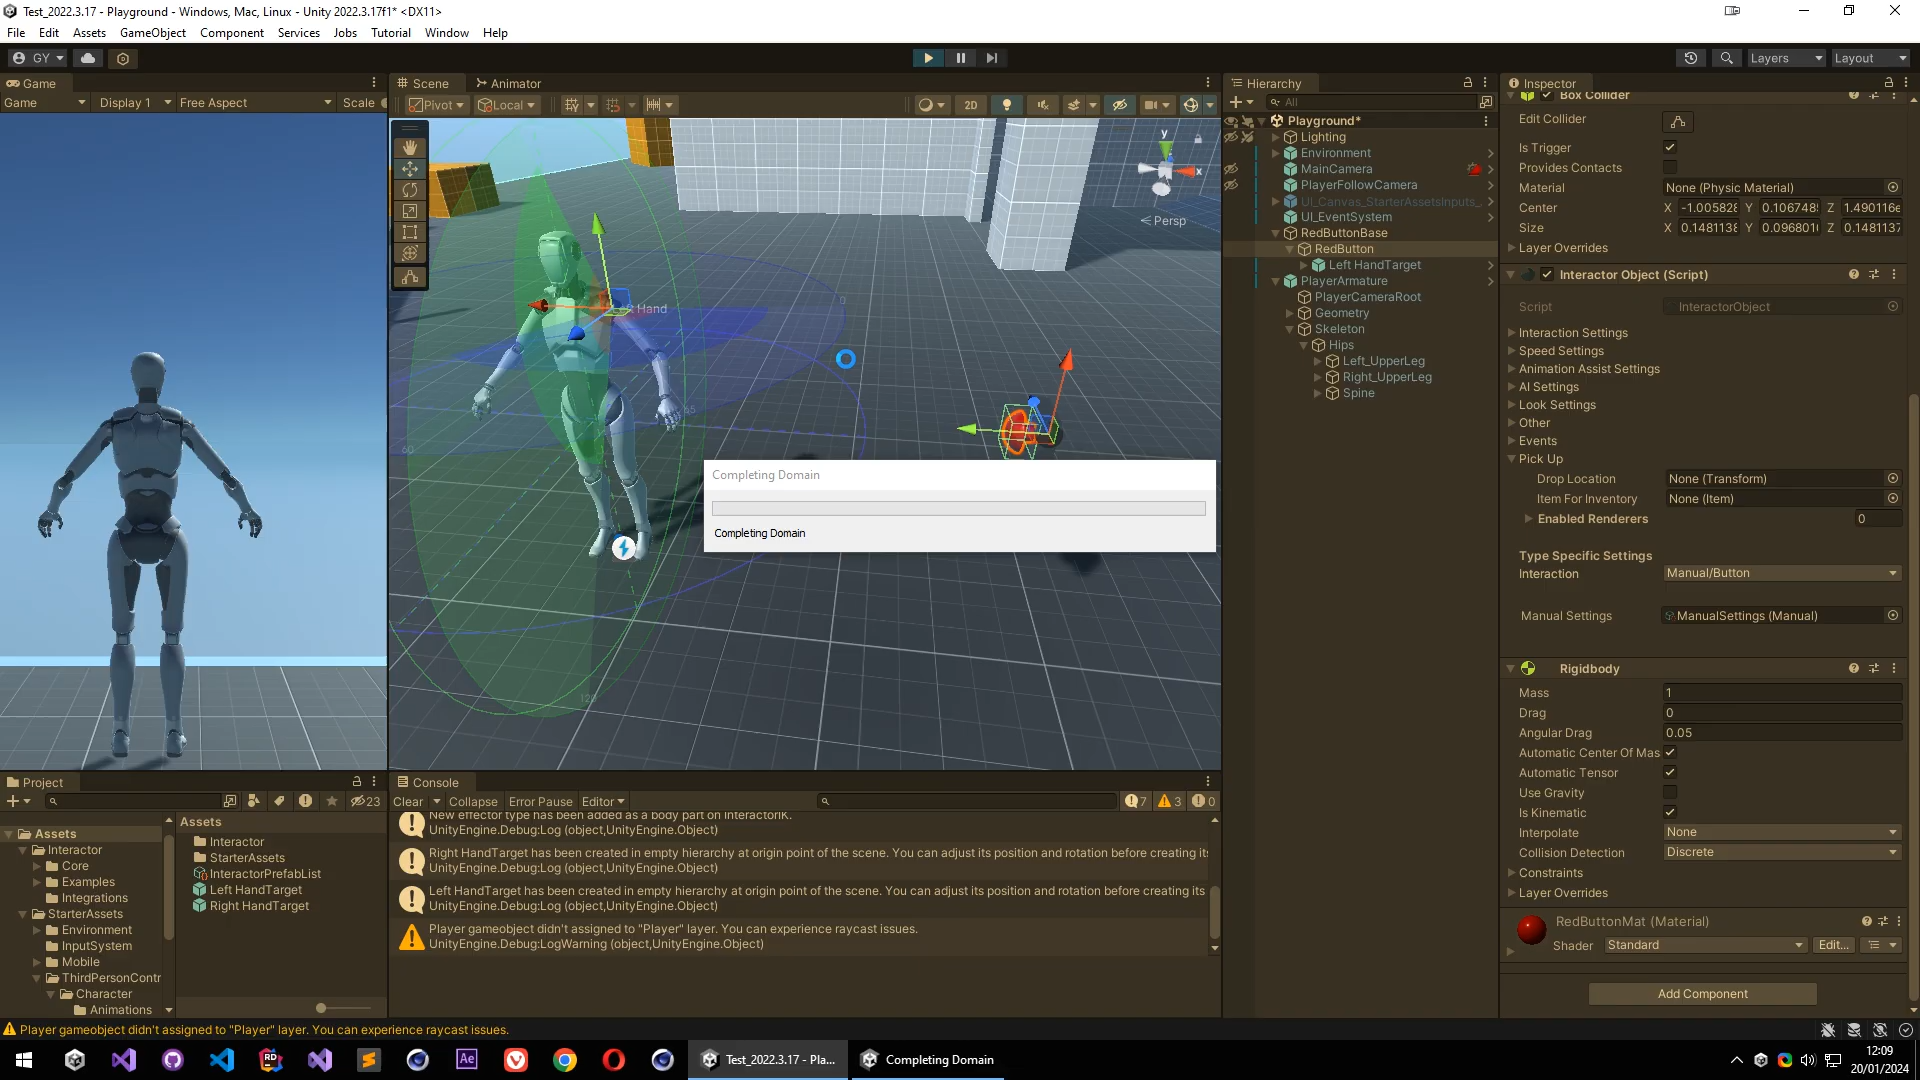 Test_2022.3.17 - Playground - Windows, Mac, Linux - Unity 2022.3.17f1* <DX11>
File Edit Assets GameObject Component Services Jobs Tutorial Window Help
GY
Layers Layout
Game
Game Display 1 Free Aspect Scale
Scene Animator
Pivot Local 2D
Left Hand
Persp
y
x
0
65
60
120
Completing Domain
Completing Domain
Hierarchy
All
Playground*
Lighting
Environment
MainCamera
PlayerFollowCamera
UI_Canvas_StarterAssetsInputs_
UI_EventSystem
RedButtonBase
RedButton
Left HandTarget
PlayerArmature
PlayerCameraRoot
Geometry
Skeleton
Hips
Left_UpperLeg
Right_UpperLeg
Spine
Inspector
Box Collider
Edit Collider
Is Trigger
Provides Contacts
Material None (Physic Material)
Center X -1.005828 Y 0.106748 Z 1.490116e
Size X 0.1481138 Y 0.096801 Z 0.1481137
Layer Overrides
Interactor Object (Script)
Script InteractorObject
Interaction Settings
Speed Settings
Animation Assist Settings
AI Settings
Look Settings
Other
Events
Pick Up
Drop Location None (Transform)
Item For Inventory None (Item)
Enabled Renderers 0
Type Specific Settings
Interaction Manual/Button
Manual Settings ManualSettings (Manual)
Rigidbody
Mass 1
Drag 0
Angular Drag 0.05
Automatic Center Of Mas
Automatic Tensor
Use Gravity
Is Kinematic
Interpolate None
Collision Detection Discrete
Constraints
Layer Overrides
RedButtonMat (Material)
Shader Standard Edit...
Add Component
Project
23
Assets
Interactor
Core
Examples
Integrations
StarterAssets
Environment
InputSystem
Mobile
ThirdPersonContr
Character
Animations
Assets
Interactor
StarterAssets
InteractorPrefabList
Left HandTarget
Right HandTarget
Console
Clear Collapse Error Pause Editor 7 3 0
New effector type has been added as a body part on InteractorIK.
UnityEngine.Debug:Log (object,UnityEngine.Object)
Right HandTarget has been created in empty hierarchy at origin point of the scene. You can adjust its position and rotation before creating its
UnityEngine.Debug:Log (object,UnityEngine.Object)
Left HandTarget has been created in empty hierarchy at origin point of the scene. You can adjust its position and rotation before creating its
UnityEngine.Debug:Log (object,UnityEngine.Object)
Player gameobject didn't assigned to "Player" layer. You can experience raycast issues.
UnityEngine.Debug:LogWarning (object,UnityEngine.Object)
Player gameobject didn't assigned to "Player" layer. You can experience raycast issues.
RD
Ae
Test_2022.3.17 - Pla...
Completing Domain
12:09
20/01/2024